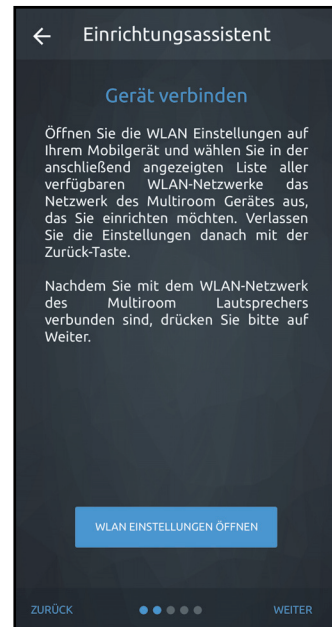 Einrichtungsassistent
Gerät verbinden
Öffnen Sie die WLAN Einstellungen auf
Ihrem Mobilgerät und wählen Sie in der
anschließend angezeigten Liste aller
verfügbaren WLAN-Netzwerke das
Netzwerk des Multiroom Gerätes aus,
das Sie einrichten möchten. Verlassen
Sie die Einstellungen danach mit der
Zurück-Taste.
Nachdem Sie mit dem WLAN-Netzwerk
des Multiroom Lautsprechers
verbunden sind, drücken Sie bitte auf
Weiter.
WLAN EINSTELLUNGEN ÖFFNEN
ZURÜCK WEITER